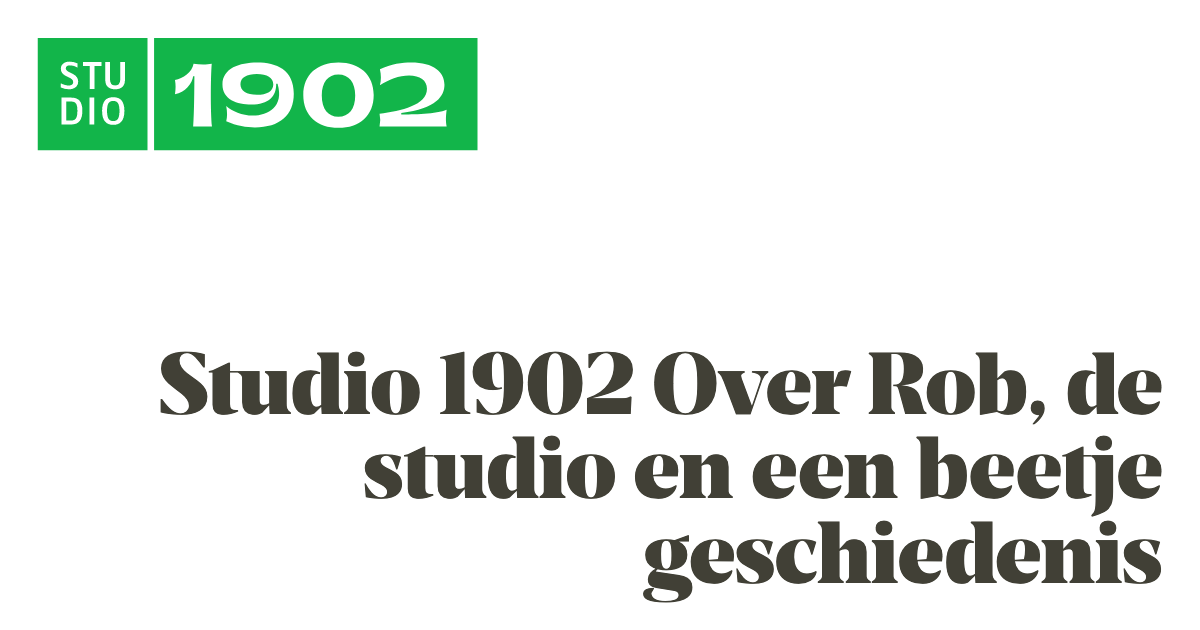 STU
DIO
1902
Studio 1902 Over Rob, de
studio en een beetje
geschiedenis